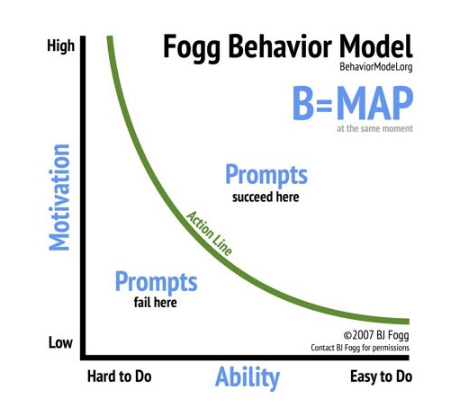 High
Fogg Behavior Model
BehaviorModel.org
B=MAP
at the same moment
Motivation
Prompts
succeed here
Action Line
Prompts
fail here
Low
©2007 BJ Fogg
Contact BJ Fogg for permissions
Hard to Do
Ability
Easy to Do